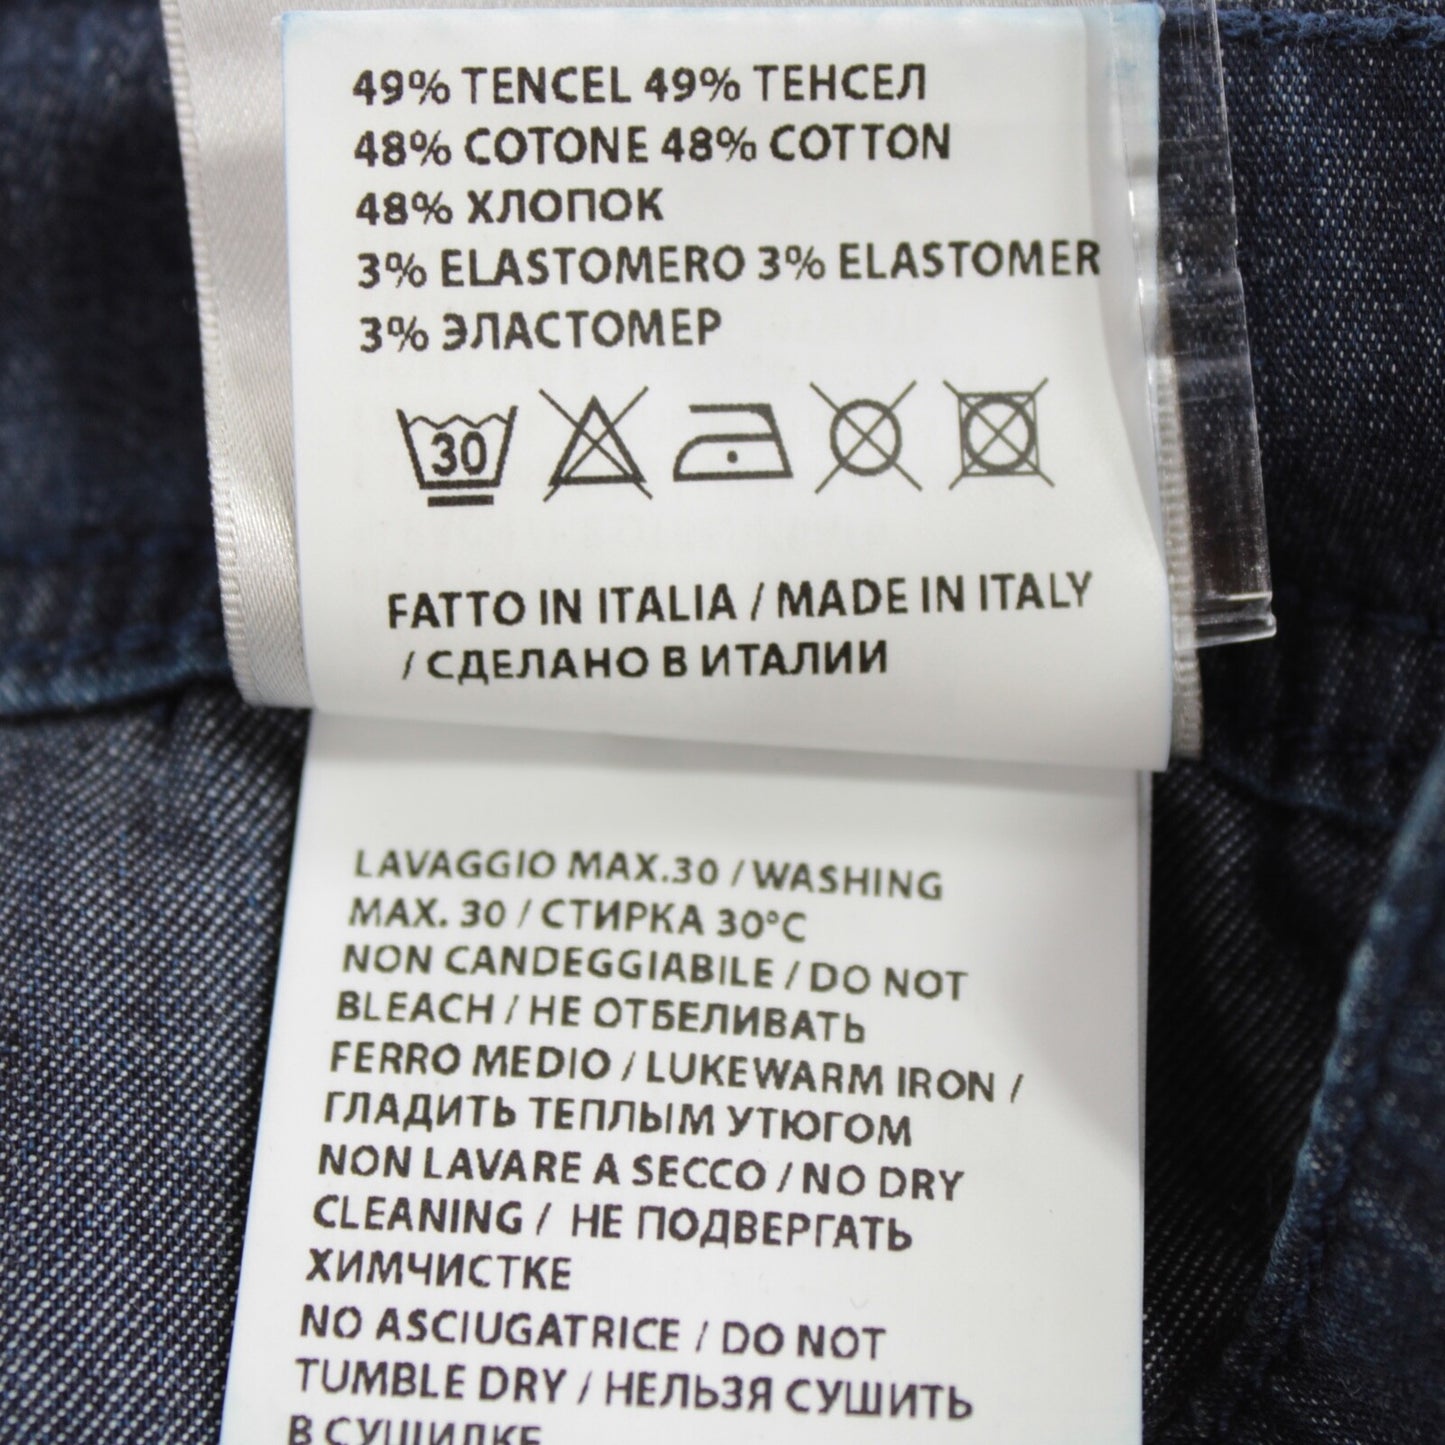 49% TENCEL 49% ТЕНСЕЛ
48% COTONE 48% COTTON
48% ХЛОПОК
3% ELASTOMERO 3% ELASTOMER
3% ЭЛАСТОМЕР
30
FATTO IN ITALIA / MADE IN ITALY
/ СДЕЛАНО В ИТАЛИИ
LAVAGGIO MAX.30 / WASHING
MAX. 30 / СТИРКА 30°C
NON CANDEGGIABILE / DO NOT
BLEACH / НЕ ОТБЕЛИВАТЬ
FERRO MEDIO / LUKEWARM IRON /
ГЛАДИТЬ ТЕПЛЫМ УТЮГОМ
NON LAVARE A SECCO / NO DRY
CLEANING / НЕ ПОДВЕРГАТЬ
ХИМЧИСТКЕ
NO ASCIUGATRICE / DO NOT
TUMBLE DRY / НЕЛЬЗЯ СУШИТЬ
В СУШИЛКЕ